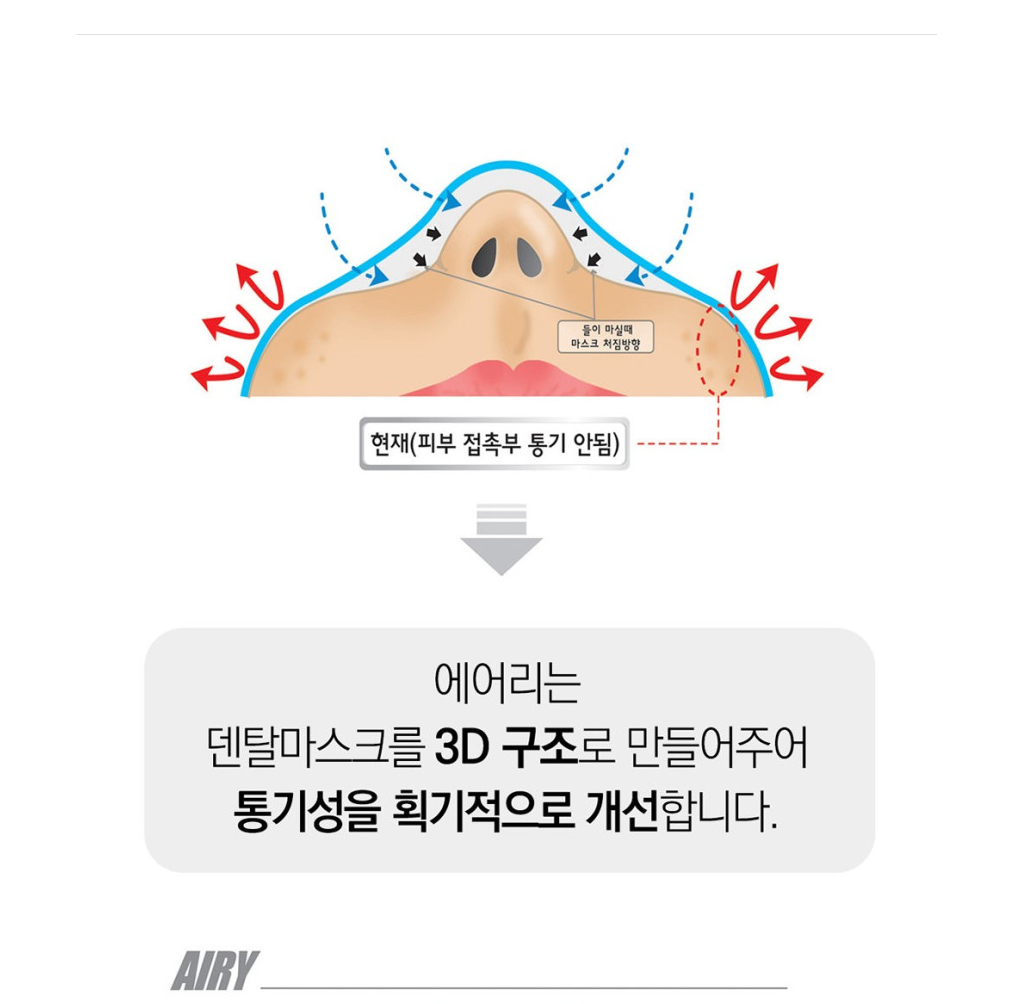 들이 마실때
마스크 처짐방향
현재(피부 접촉부 통기 안됨)
에어리는
덴탈마스크를 3D 구조로 만들어주어
통기성을 획기적으로 개선합니다.
AIRY